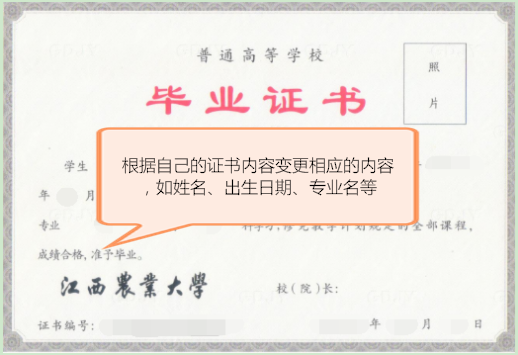 普通高等学校
照
片
毕业证书
学生
根据自己的证书内容变更相应的内容
，如姓名、出生日期、专业名等
年 月
专业 本科学习，修完教学计划规定的全部课程，
成绩合格，准予毕业。
江西農業大學 校（院）长：
证书编号： 年 月 日